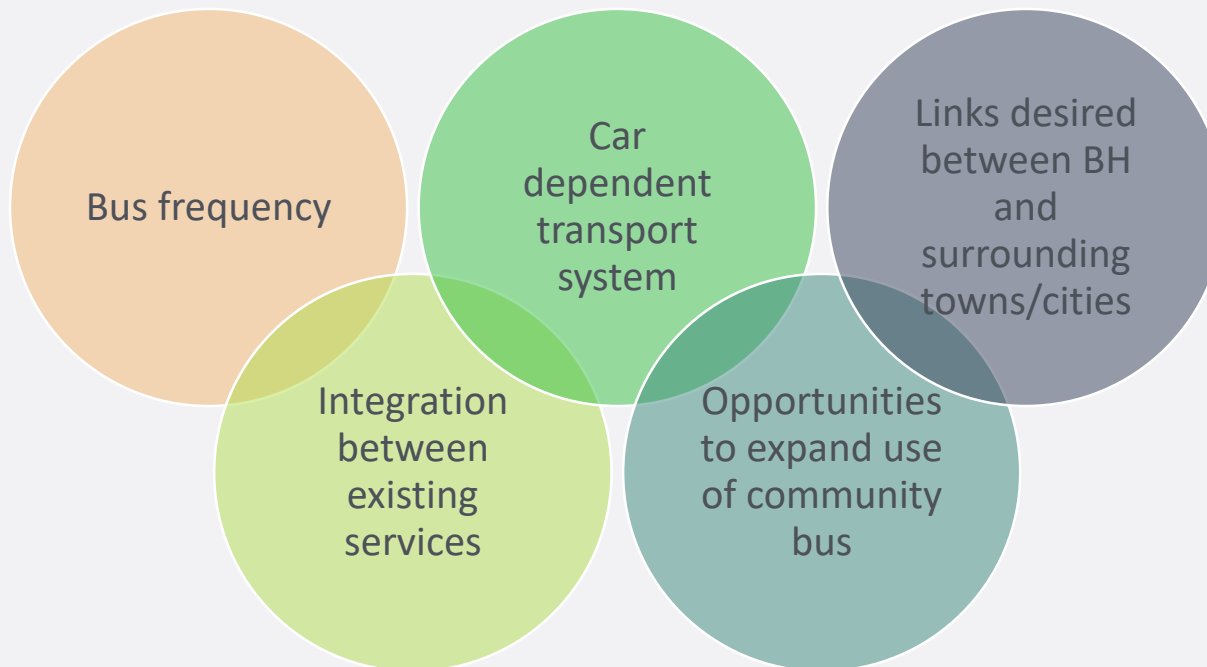 Bus frequency
Car
dependent
transport
system
Links desired
between BH
and
surrounding
towns/cities
Integration
between
existing
services
Opportunities
to expand use
of community
bus